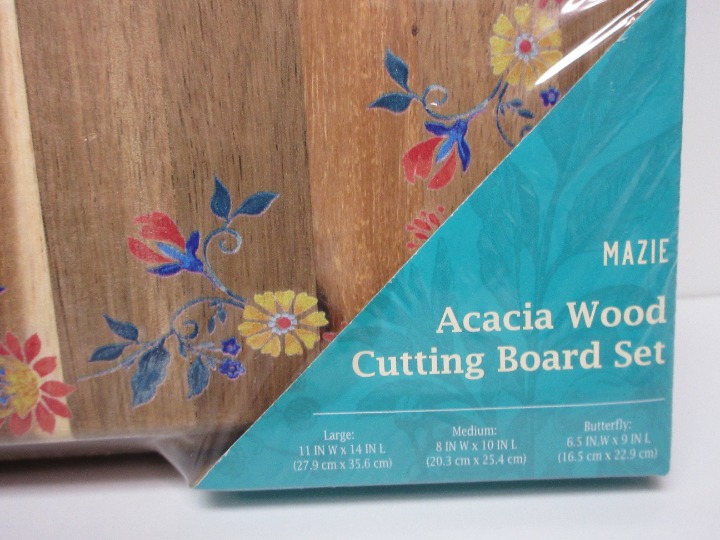 MAZIE
Acacia Wood
Cutting Board Set
Large:
11 IN W x 14 IN L
(27.9 cm x 35.6 cm)
Medium:
8 IN W x 10 IN L
(20.3 cm x 25.4 cm)
Butterfly:
6.5 IN.W x 9 IN L
(16.5 cm x 22.9 cm)